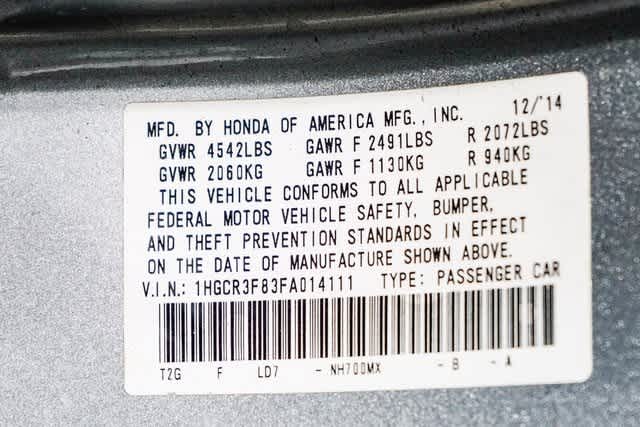 MFD. BY HONDA OF AMERICA MFG., INC. 12/'14
GVWR 4542LBS GAWR F 2491LBS R 2072LBS
GVWR 2060KG GAWR F 1130KG R 940KG
THIS VEHICLE CONFORMS TO ALL APPLICABLE
FEDERAL MOTOR VEHICLE SAFETY, BUMPER,
AND THEFT PREVENTION STANDARDS IN EFFECT
ON THE DATE OF MANUFACTURE SHOWN ABOVE.
V.I.N.: 1HGCR3F83FA014111 TYPE: PASSENGER CAR
T2G F LD7 - NH700MX - B - A